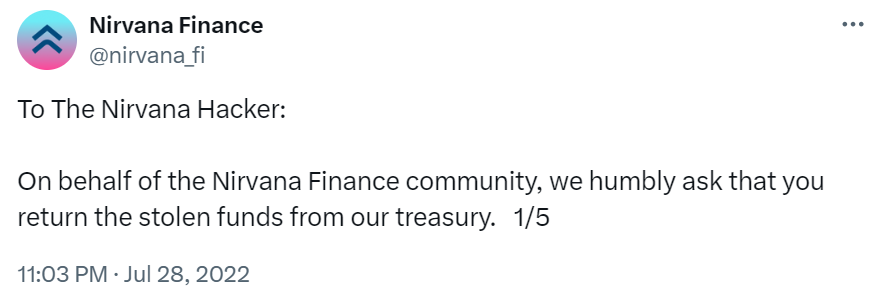 Nirvana Finance
@nirvana_fi
To The Nirvana Hacker:
On behalf of the Nirvana Finance community, we humbly ask that you
return the stolen funds from our treasury.   1/5
11:03 PM · Jul 28, 2022